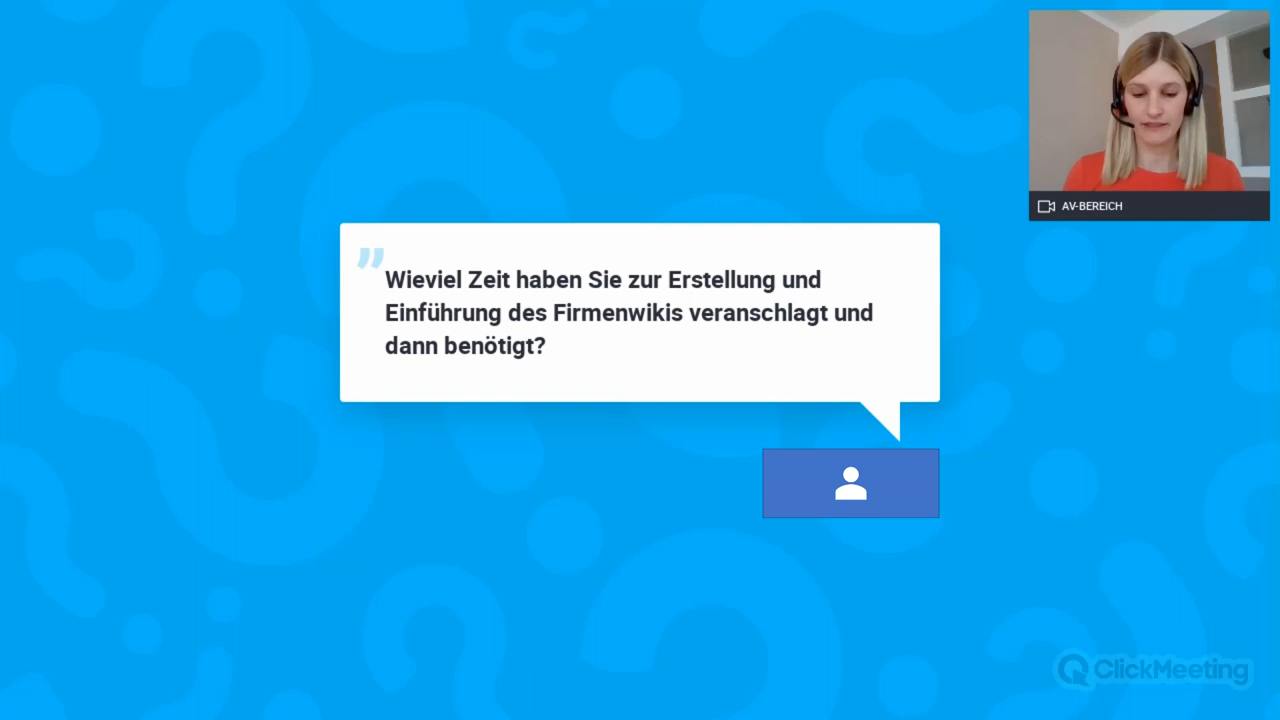 AV-BEREICH
"
Wieviel Zeit haben Sie zur Erstellung und
Einführung des Firmenwikis veranschlagt und
dann benötigt?
ClickMeeting